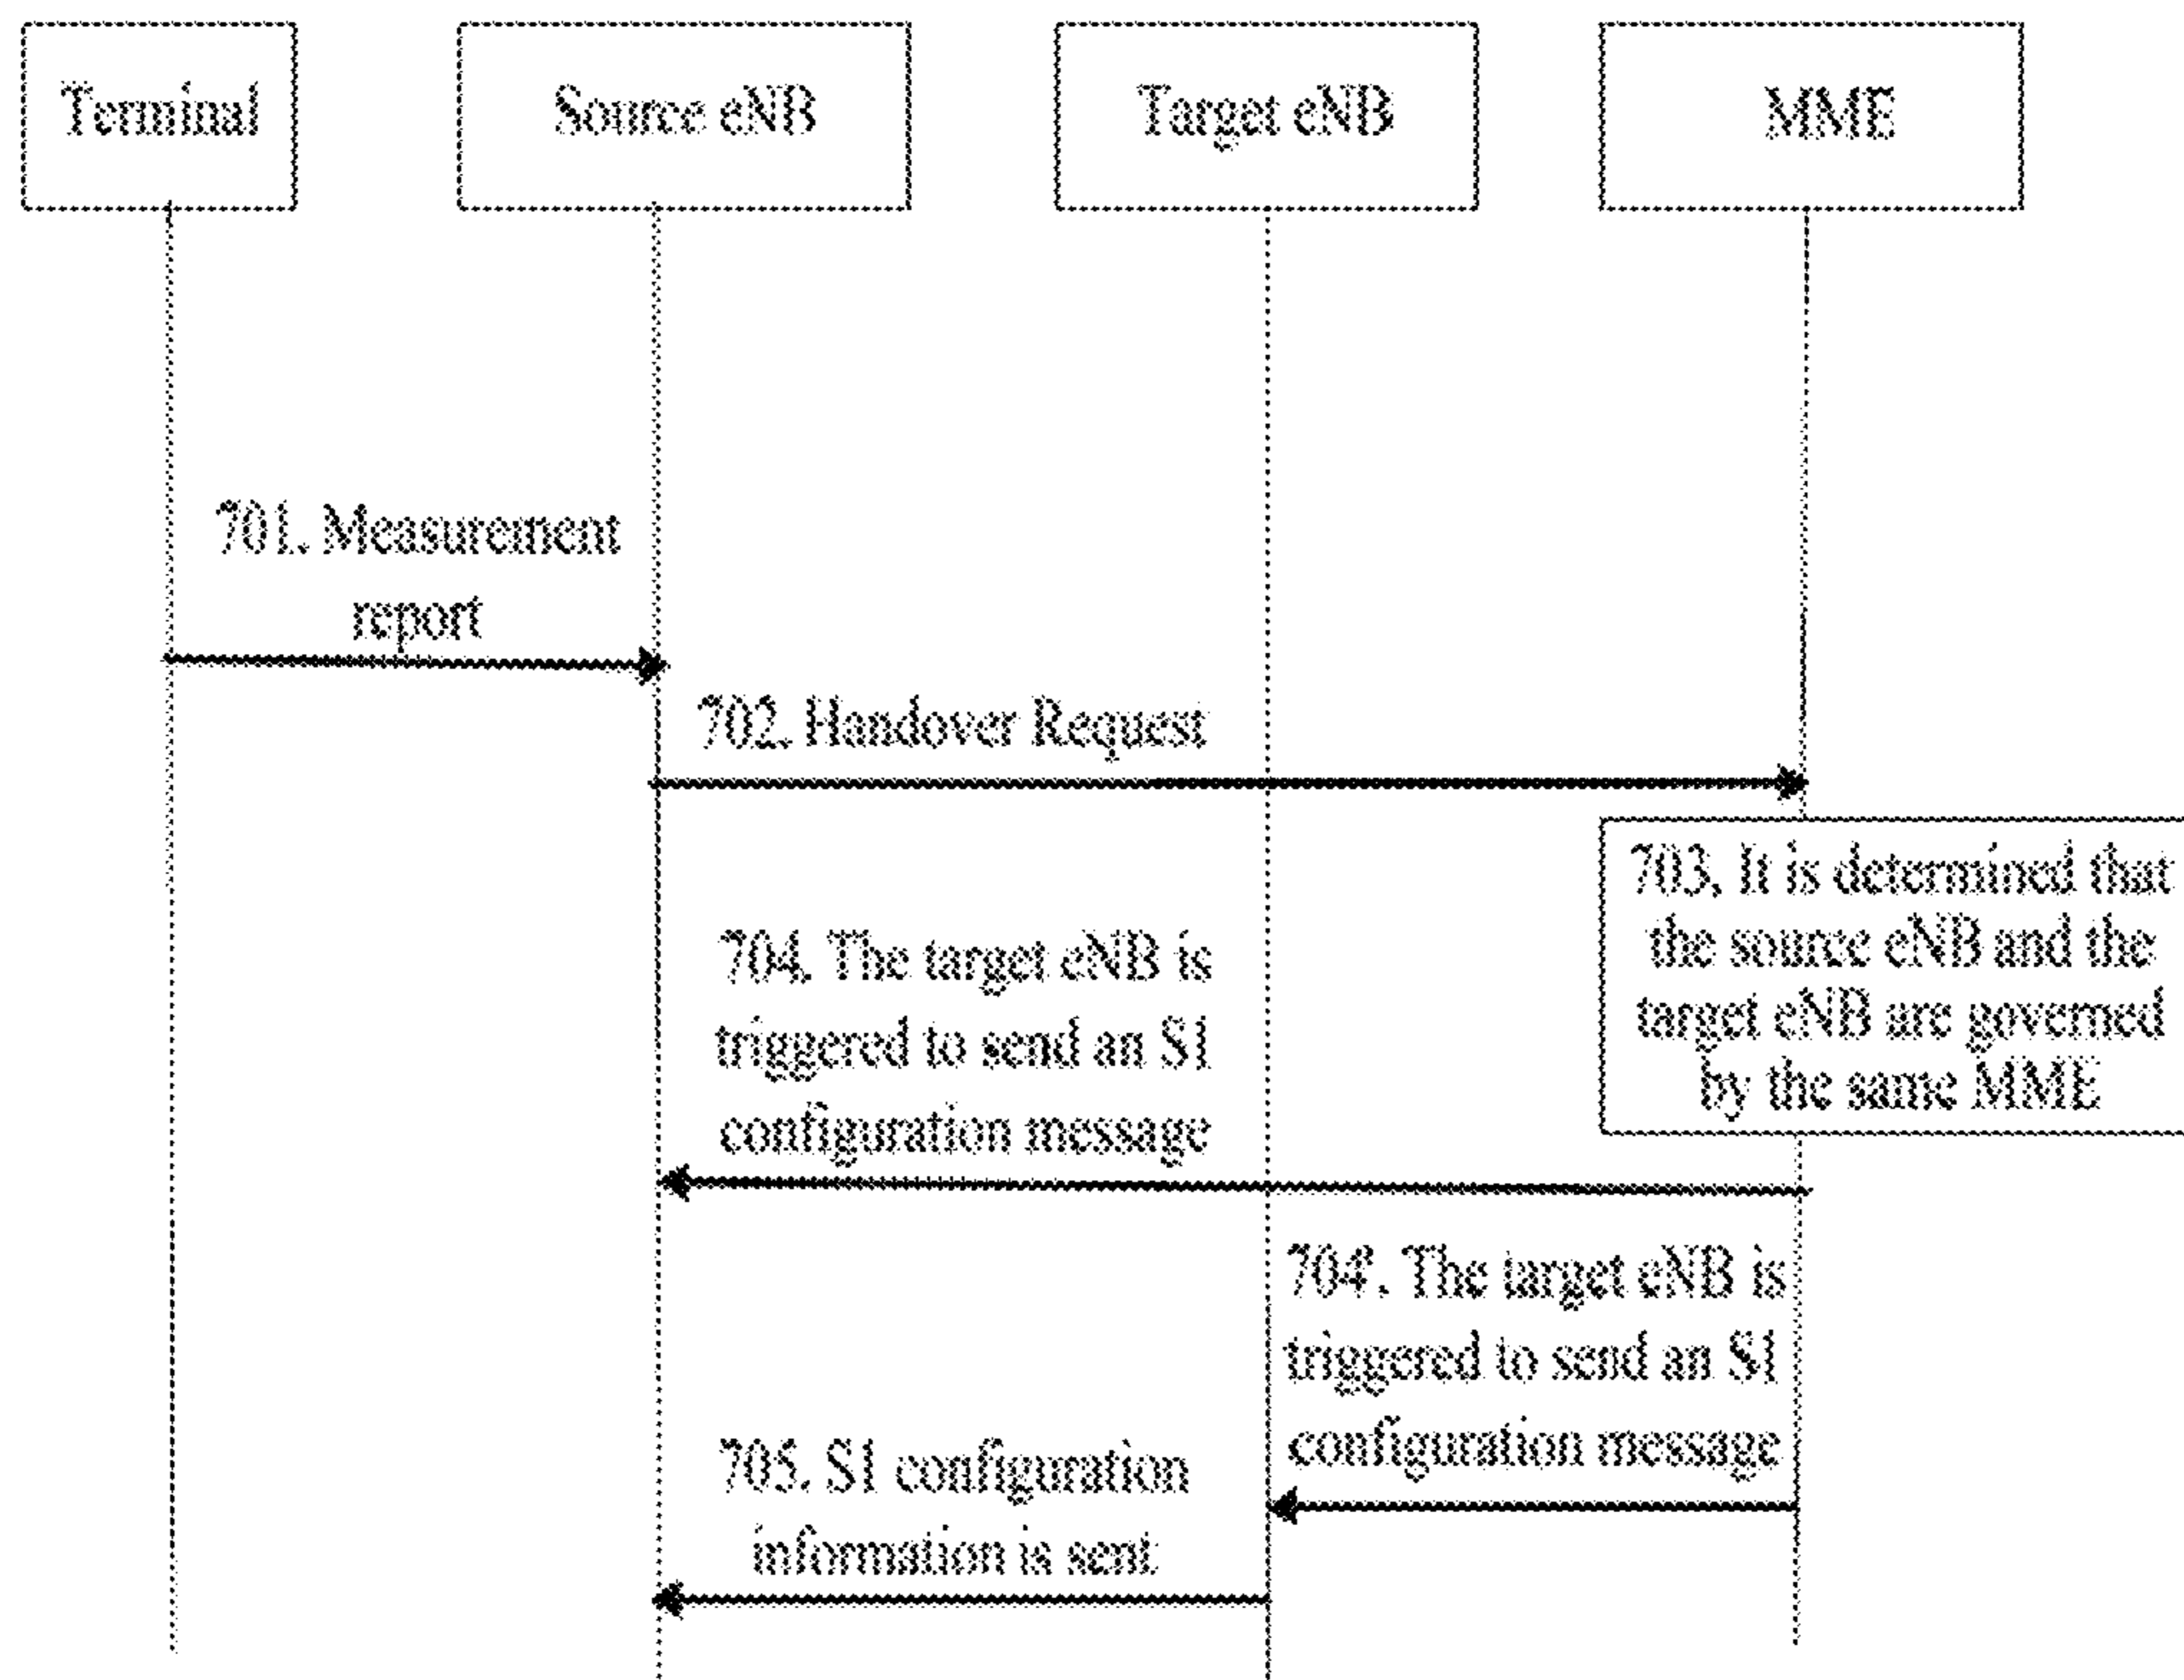 Terminal
Source eNB
Target eNB
MME
701. Measurement
report
702. Handover Request
703. It is determined that
the source eNB and the
target eNB are governed
by the same MME
704. The target eNB is
triggered to send an S1
configuration message
704'. The target eNB is
triggered to send an S1
configuration message
705. S1 configuration
information is sent